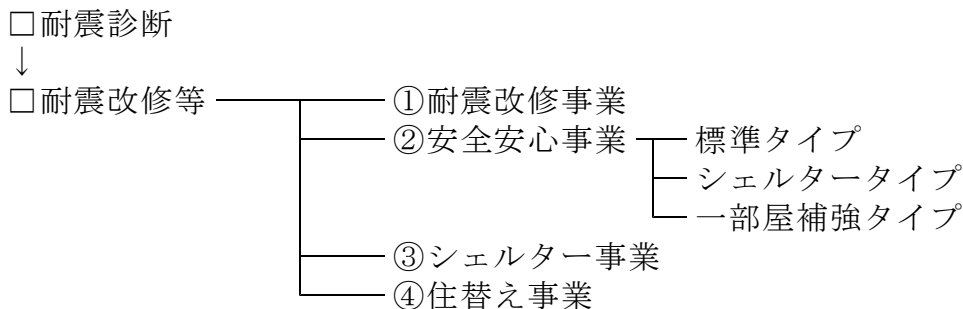 □耐震診断
↓
□耐震改修等
①耐震改修事業
②安全安心事業
標準タイプ
シェルタータイプ
一部屋補強タイプ
③シェルター事業
④住替え事業